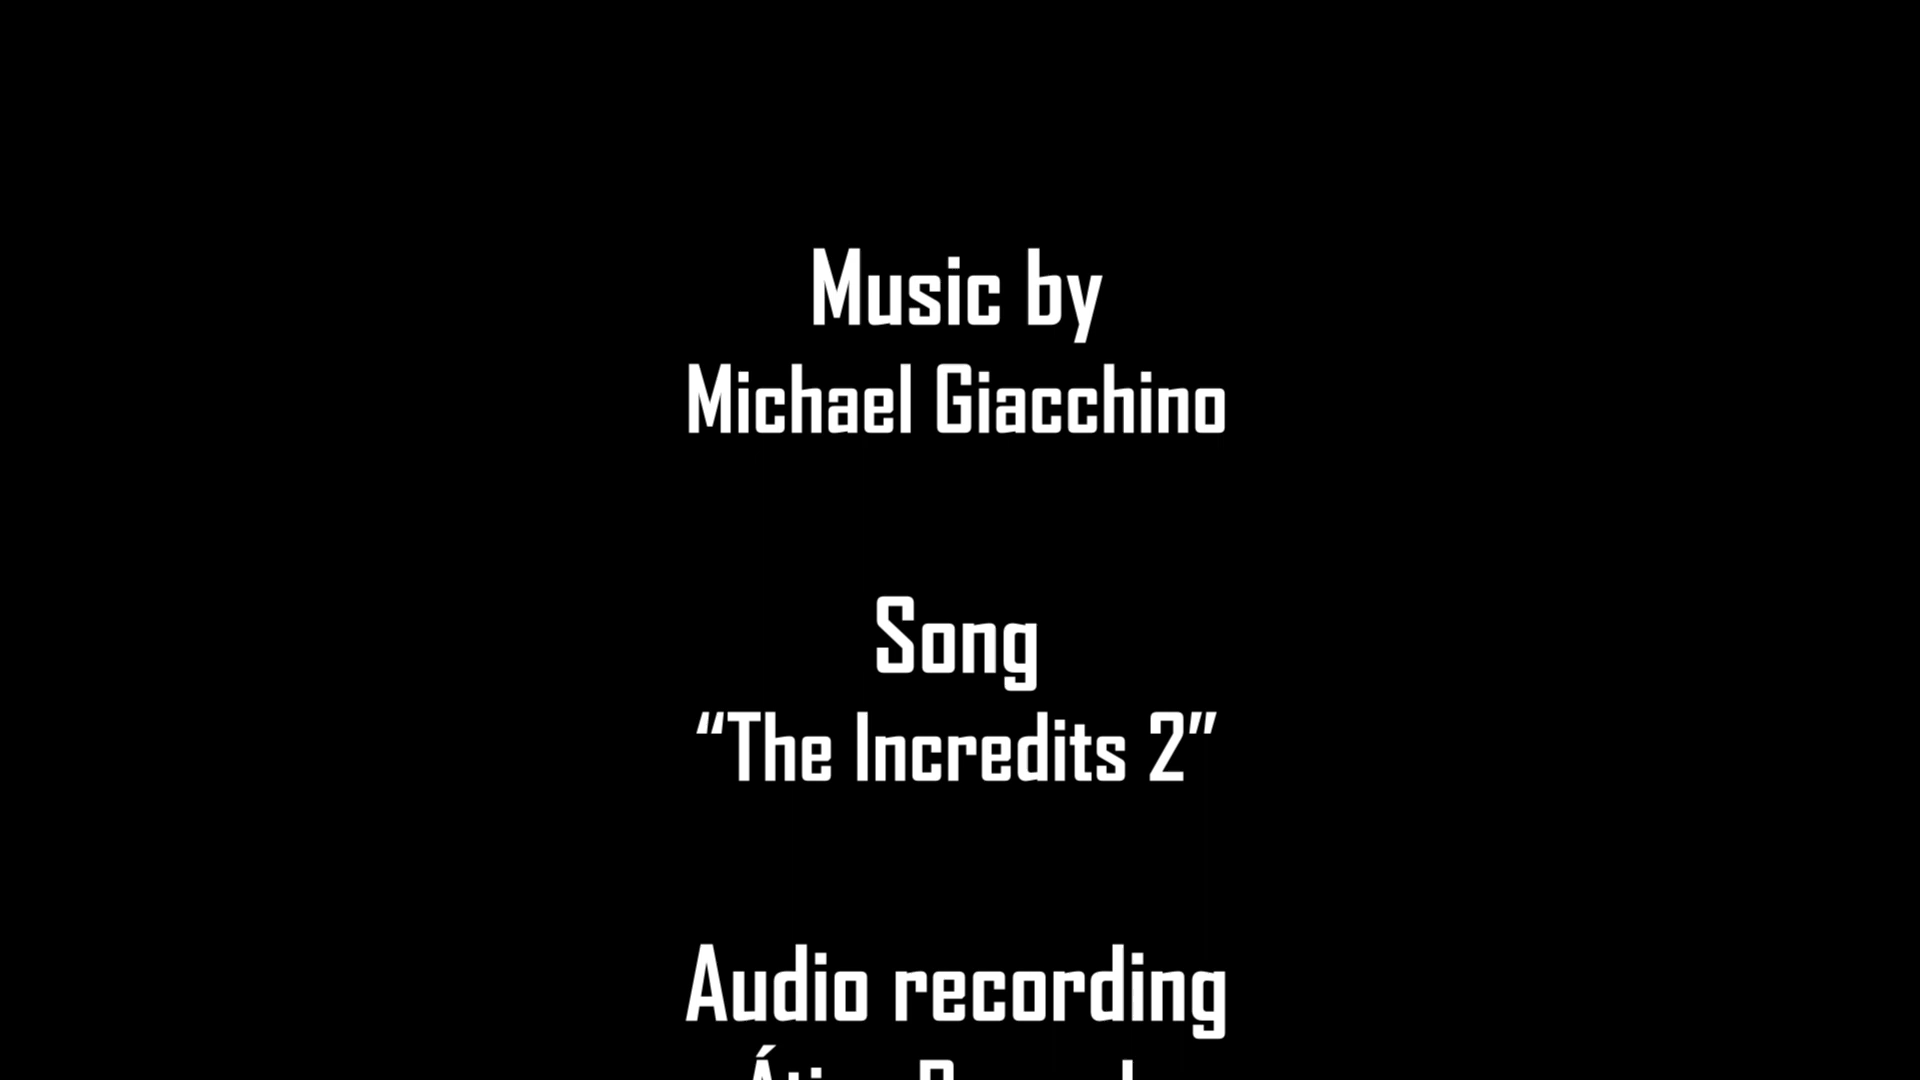 Music by
Michael Giacchino
Song
“The Incredits 2”
Audio recording